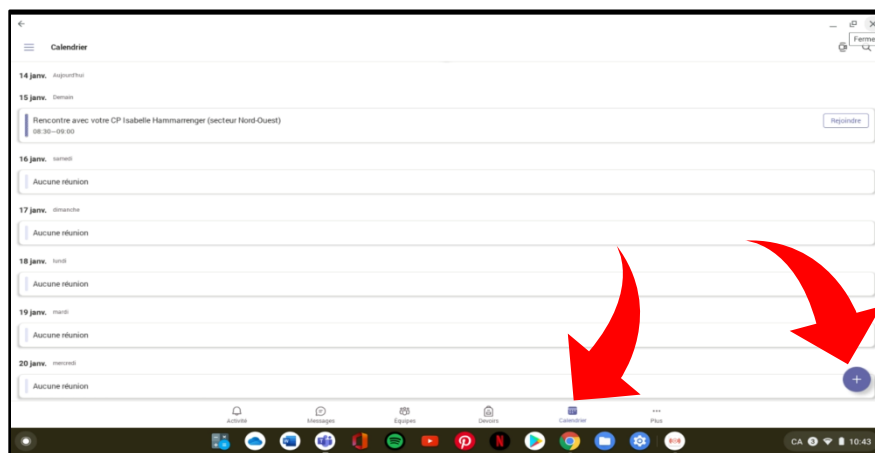 Calendrier
Ferme
14 janv. Aujourd'hui
15 janv. Demain
Rencontre avec votre CP Isabelle Hammarrenger (secteur Nord-Ouest)
08:30—09:00
Rejoindre
16 janv. samedi
Aucune réunion
17 janv. dimanche
Aucune réunion
18 janv. lundi
Aucune réunion
19 janv. mardi
Aucune réunion
20 janv. mercredi
Aucune réunion
Activité Messages Équipes Devoirs Calendrier Plus
CA 3 10:43